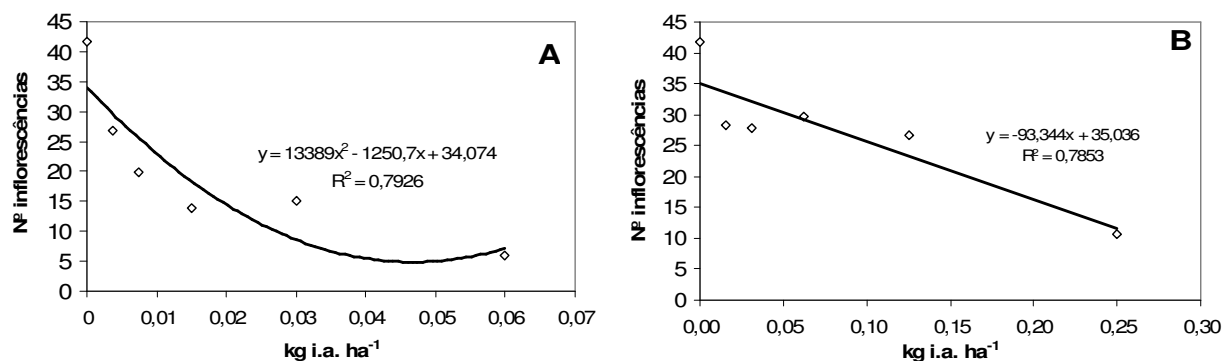 45
40
35
30
25
20
15
10
5
0
Nº inflorescências
A
y = 13389x² - 1250,7x + 34,074
R² = 0,7926
0 0,01 0,02 0,03 0,04 0,05 0,06 0,07
kg i.a. ha⁻¹
45
40
35
30
25
20
15
10
5
0
Nº inflorescências
B
y = -93,344x + 35,036
R² = 0,7853
0,00 0,05 0,10 0,15 0,20 0,25 0,30
kg i.a. ha⁻¹